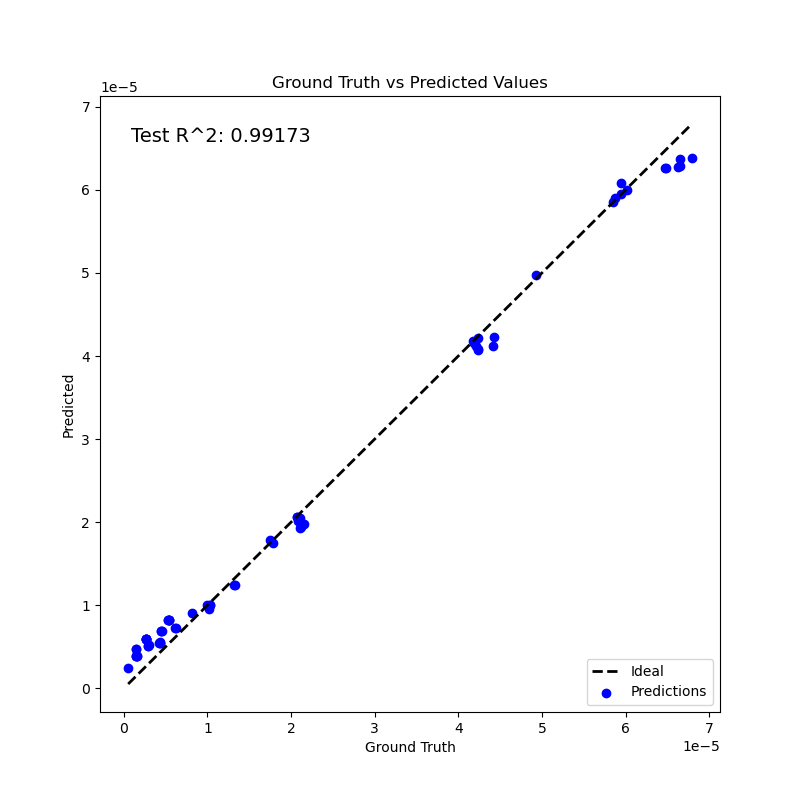 Ground Truth vs Predicted Values
1e−5
Test R^2: 0.99173
7
6
5
4
3
2
1
0
Predicted
Ideal
Predictions
0 1 2 3 4 5 6 7
Ground Truth
1e−5